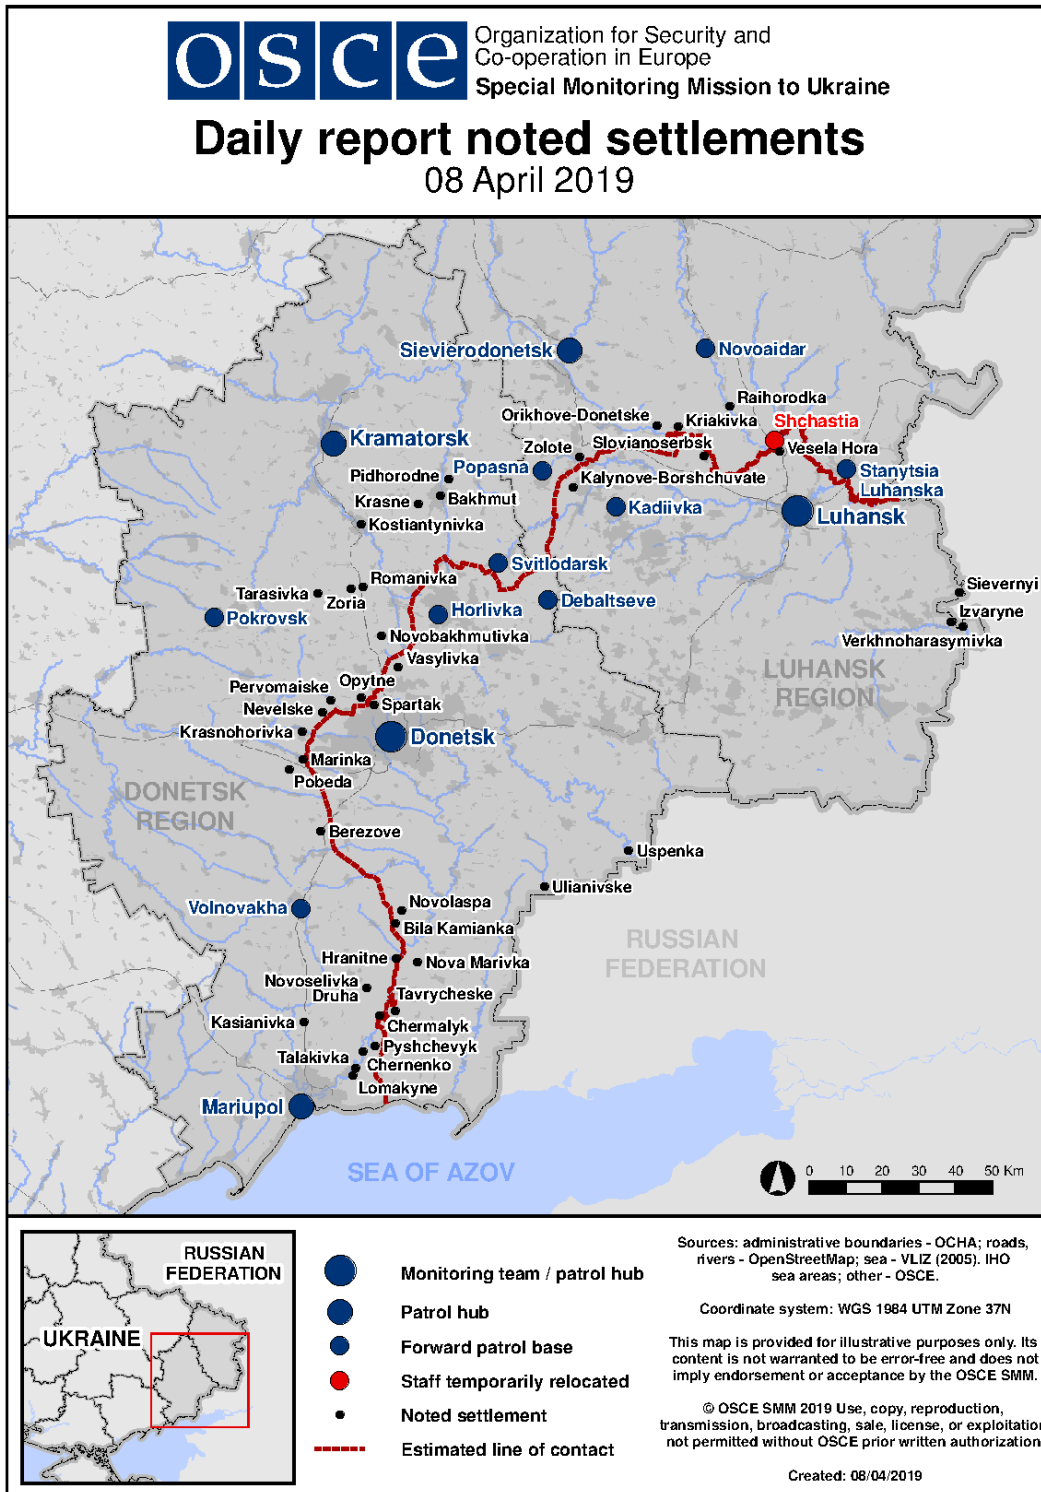 osce
Organization for Security and
Co-operation in Europe
Special Monitoring Mission to Ukraine
Daily report noted settlements
08 April 2019
Sievierodonetsk
Novoaidar
Raihorodka
Orikhove-Donetske
Kriakivka
Shchastia
Kramatorsk
Slovianoserbsk
Zolote
Vesela Hora
Popasna
Pidhorodne
Stanytsia
Luhanska
Kalynove-Borshchuvate
Krasne
Bakhmut
Kadiivka
Luhansk
Kostiantynivka
Svitlodarsk
Romanivka
Sievernyi
Tarasivka
Zoria
Debaltseve
Pokrovsk
Horlivka
Izvaryne
Verkhnoharasymivka
Novobakhmutivka
Vasylivka
LUHANSK
REGION
Opytne
Pervomaiske
Spartak
Nevelske
Krasnohorivka
Donetsk
Marinka
Pobeda
DONETSK
REGION
Berezove
Uspenka
Ulianivske
Volnovakha
Novolaspa
Bila Kamianka
RUSSIAN
FEDERATION
Hranitne
Nova Marivka
Novoselivka
Druha
Tavrycheske
Kasianivka
Chermalyk
Pyshchevyk
Talakivka
Chernenko
Lomakyne
Mariupol
SEA OF AZOV
0 10 20 30 40 50 Km
RUSSIAN
FEDERATION
UKRAINE
Monitoring team / patrol hub
Patrol hub
Forward patrol base
Staff temporarily relocated
Noted settlement
Estimated line of contact
Sources: administrative boundaries - OCHA; roads,
rivers - OpenStreetMap; sea - VLIZ (2005). IHO
sea areas; other - OSCE.
Coordinate system: WGS 1984 UTM Zone 37N
This map is provided for illustrative purposes only. Its
content is not warranted to be error-free and does not
imply endorsement or acceptance by the OSCE SMM.
© OSCE SMM 2019 Use, copy, reproduction,
transmission, broadcasting, sale, license, or exploitation
not permitted without OSCE prior written authorization
Created: 08/04/2019